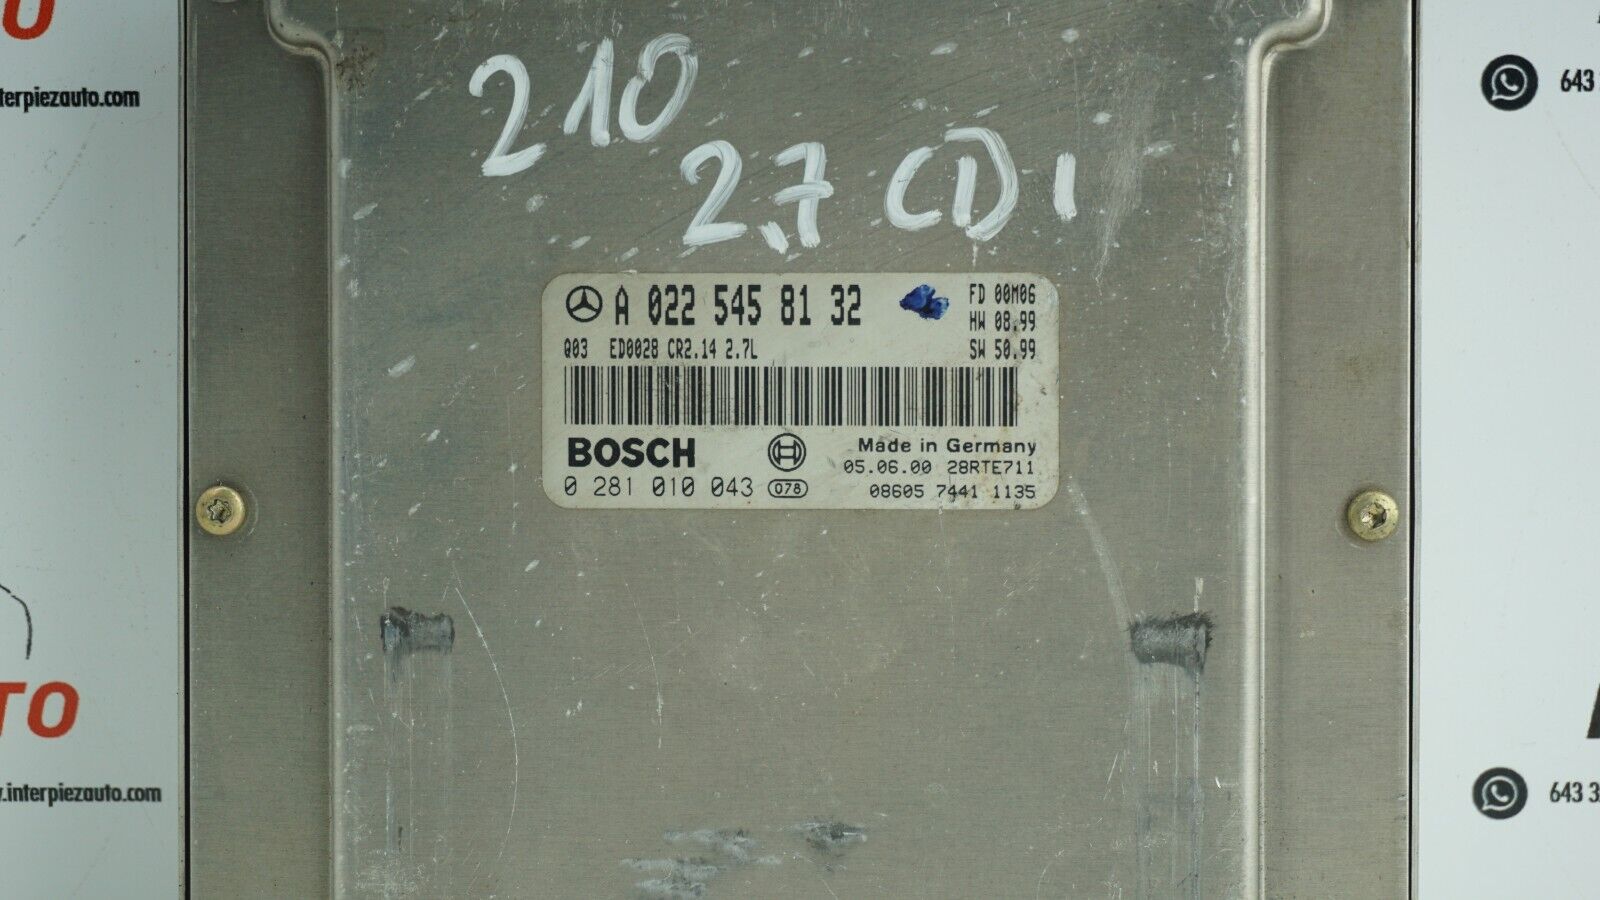 210
2,7 CDI
A 022 545 81 32
FD 00M06
HW 08.99
Q03 ED0028 CR2.14 2.7L
SW 50.99
BOSCH
Made in Germany
05.06.00 28RTE711
0 281 010 043 078
08605 7441 1135
terpiezauto.com
643
TO
.interpiezauto.com
643 3